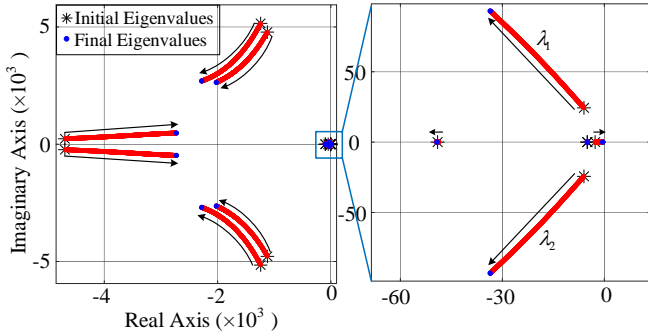 Initial Eigenvalues
Final Eigenvalues
Imaginary Axis (×10³)
5
0
-5
-4
-2
0
Real Axis (×10³)
λ₁
λ₂
50
0
-50
-60
-30
0